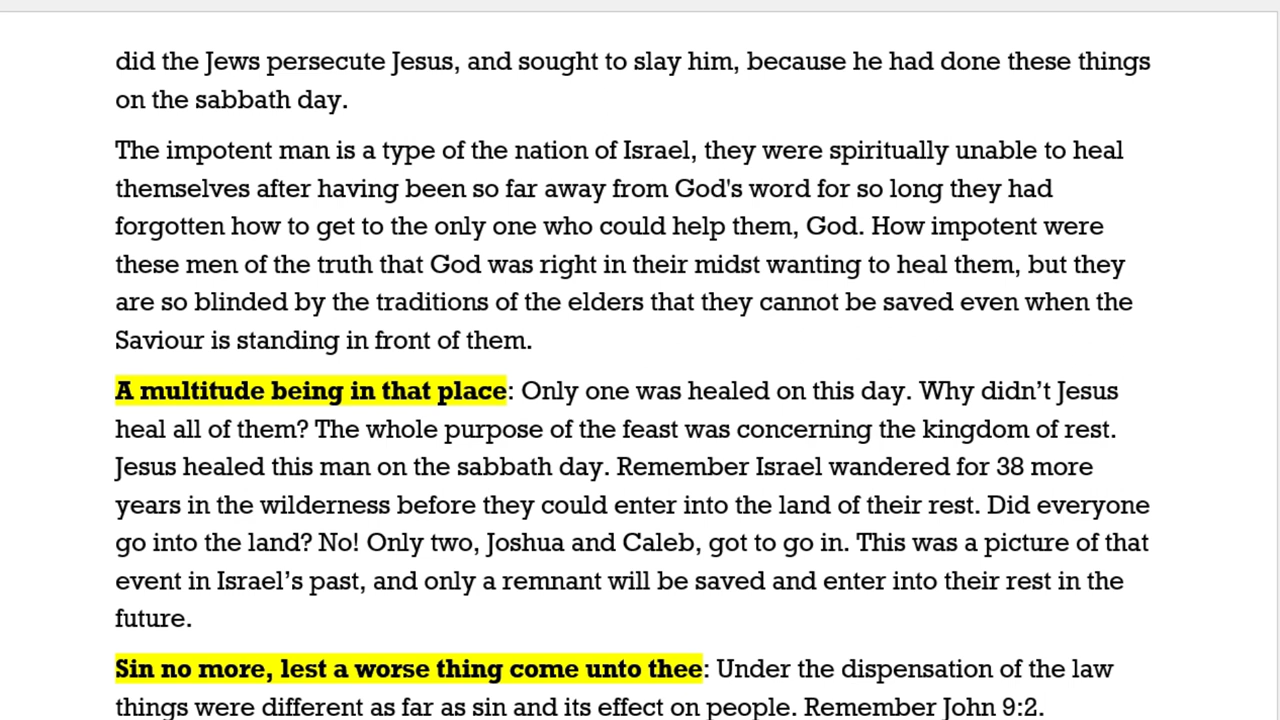 did the Jews persecute Jesus, and sought to slay him, because he had done these things
on the sabbath day.
The impotent man is a type of the nation of Israel, they were spiritually unable to heal
themselves after having been so far away from God's word for so long they had
forgotten how to get to the only one who could help them, God. How impotent were
these men of the truth that God was right in their midst wanting to heal them, but they
are so blinded by the traditions of the elders that they cannot be saved even when the
Saviour is standing in front of them.
A multitude being in that place: Only one was healed on this day. Why didn’t Jesus
heal all of them? The whole purpose of the feast was concerning the kingdom of rest.
Jesus healed this man on the sabbath day. Remember Israel wandered for 38 more
years in the wilderness before they could enter into the land of their rest. Did everyone
go into the land? No! Only two, Joshua and Caleb, got to go in. This was a picture of that
event in Israel’s past, and only a remnant will be saved and enter into their rest in the
future.
Sin no more, lest a worse thing come unto thee: Under the dispensation of the law
things were different as far as sin and its effect on people. Remember John 9:2.